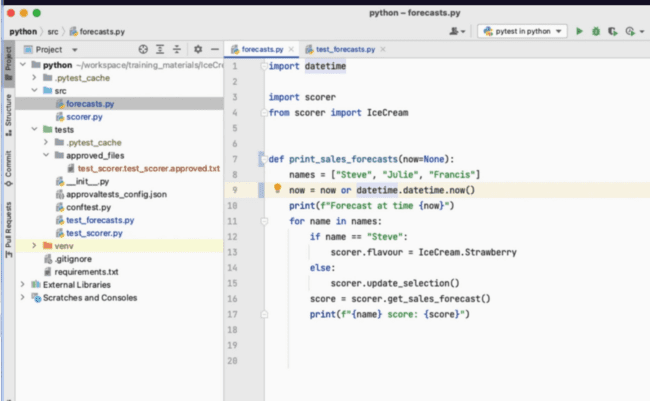 python – forecasts.py
python
src
forecasts.py
pytest in python
Project
forecasts.py
test_forecasts.py
Project
Structure
Commit
Pull Requests
python ~/workspace/training_materials/IceCre
.pytest_cache
src
forecasts.py
scorer.py
tests
.pytest_cache
approved_files
test_scorer.test_scorer.approved.txt
__init__.py
approvaltests_config.json
conftest.py
test_forecasts.py
test_scorer.py
venv
.gitignore
requirements.txt
External Libraries
Scratches and Consoles
1 import datetime
2
3 import scorer
4 from scorer import IceCream
5
6
7 def print_sales_forecasts(now=None):
8 names = ["Steve", "Julie", "Francis"]
9 now = now or datetime.datetime.now()
10 print(f"Forecast at time {now}")
11 for name in names:
12 if name == "Steve":
13 scorer.flavour = IceCream.Strawberry
14 else:
15 scorer.update_selection()
16 score = scorer.get_sales_forecast()
17 print(f"{name} score: {score}")
18
19
20